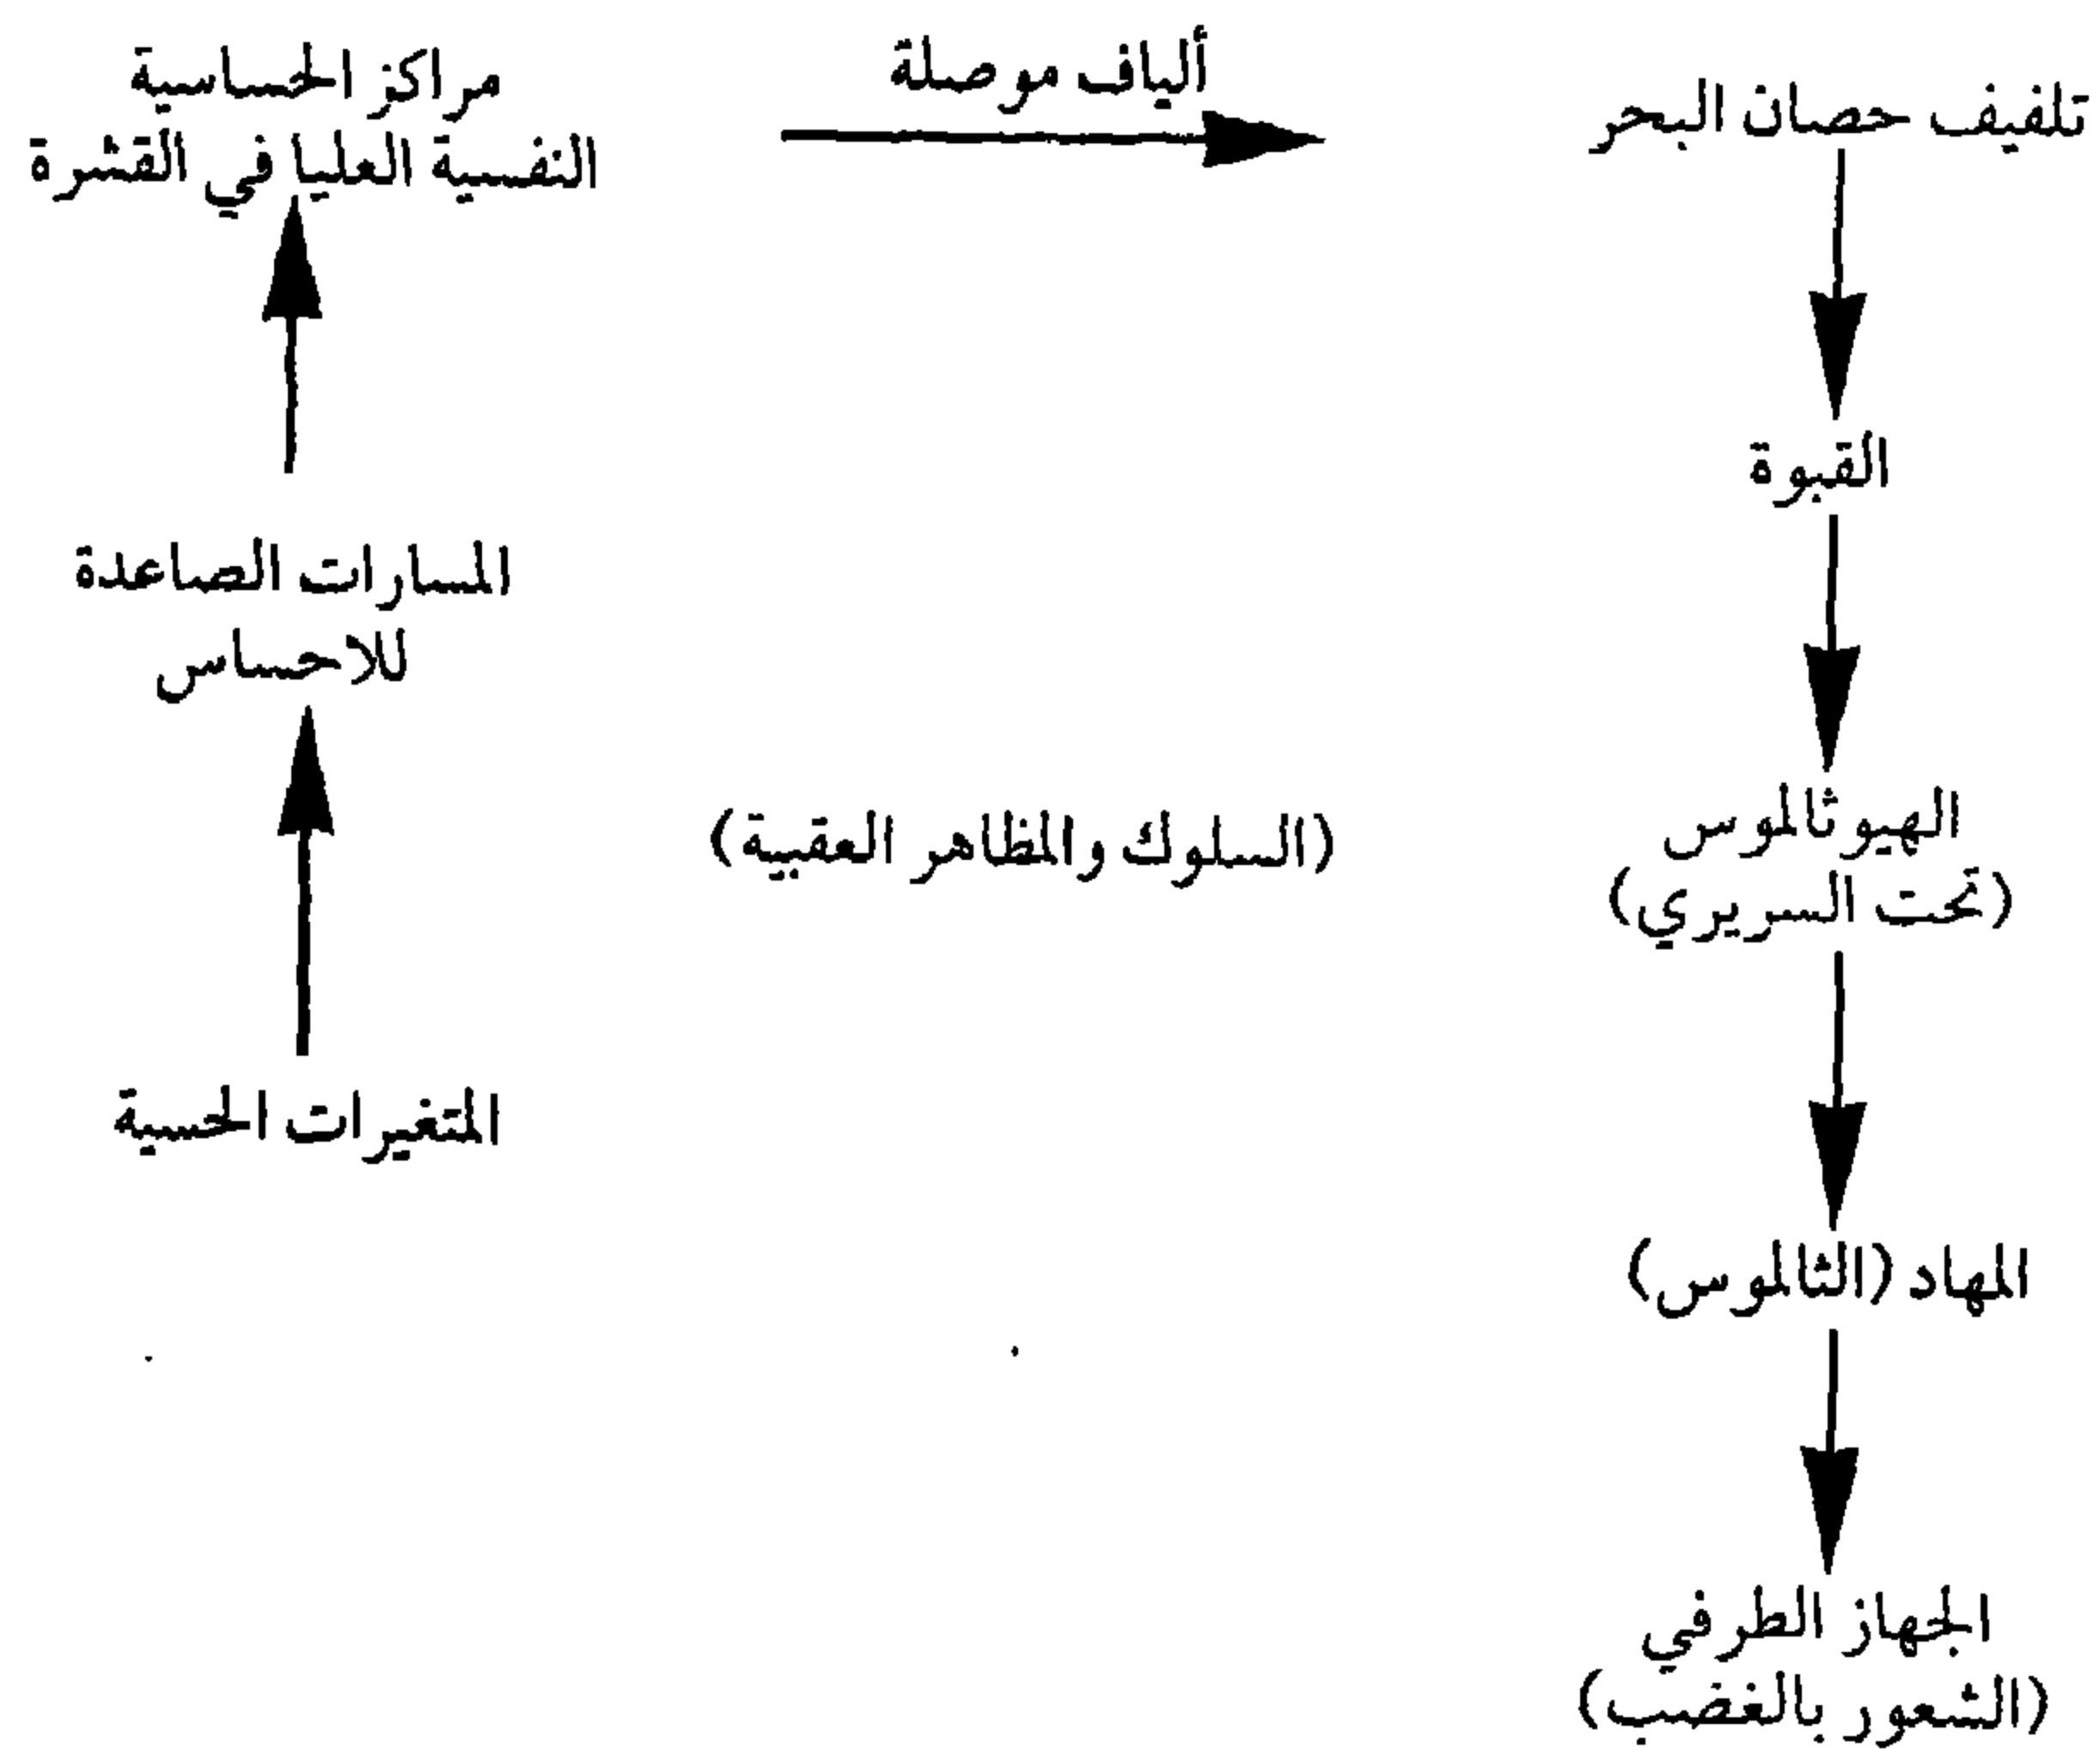 تلفيف حصان البحر
ألياف موصلة
مراكز الحساسية
النفسية العليا في القشرة
القبوة
المسارات الصاعدة
للاحساس
الهيوثالموس
(تحت السريري)
(السلوك والمظاهر العقبية)
المتغيرات الحسية
المهاد (الثالموس)
الجهاز الطرفي
(الشعور بالغضب)